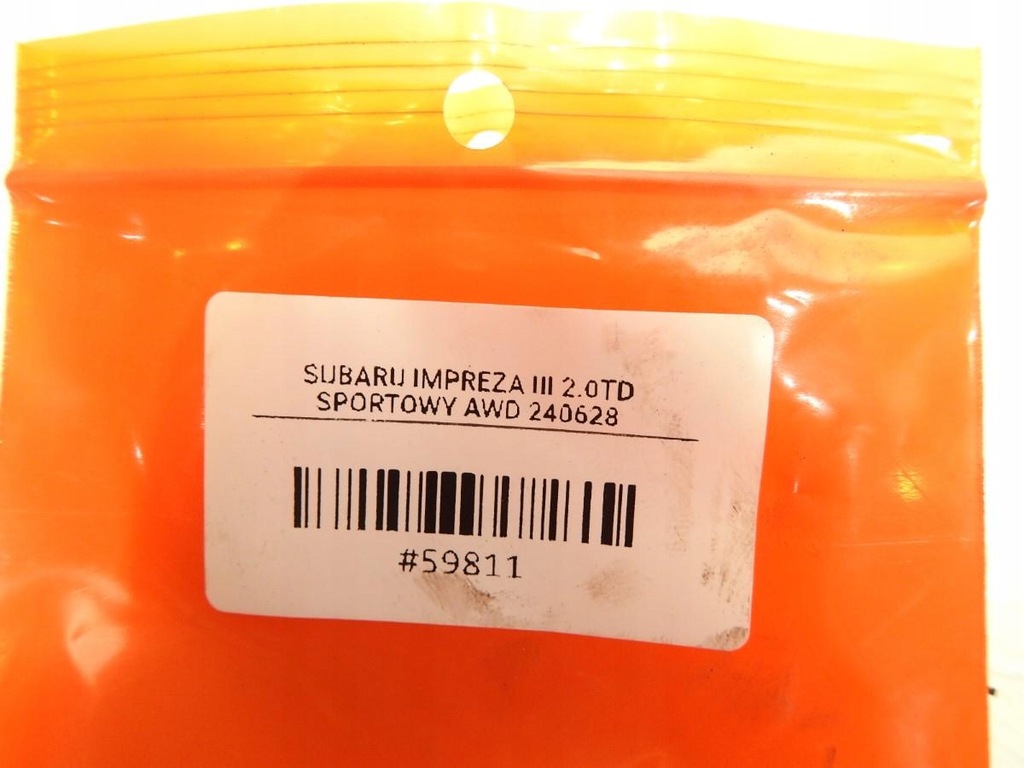 SUBARU IMPREZA III 2.0TD
SPORTOWY AWD 240628
#59811